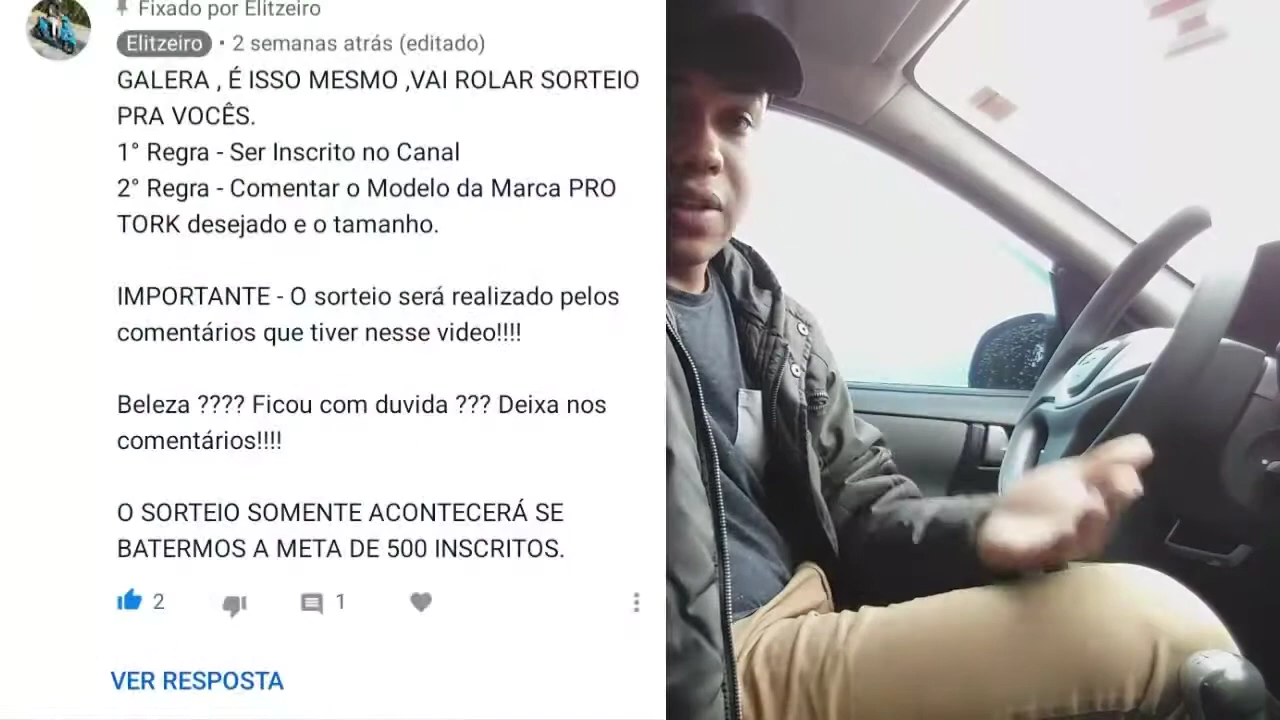 Fixado por Elitzeiro
Elitzeiro • 2 semanas atrás (editado)
GALERA , É ISSO MESMO ,VAI ROLAR SORTEIO
PRA VOCÊS.
1° Regra - Ser Inscrito no Canal
2° Regra - Comentar o Modelo da Marca PRO
TORK desejado e o tamanho.
IMPORTANTE - O sorteio será realizado pelos
comentários que tiver nesse video!!!!
Beleza ???? Ficou com duvida ??? Deixa nos
comentários!!!!
O SORTEIO SOMENTE ACONTECERÁ SE
BATERMOS A META DE 500 INSCRITOS.
2 1
VER RESPOSTA